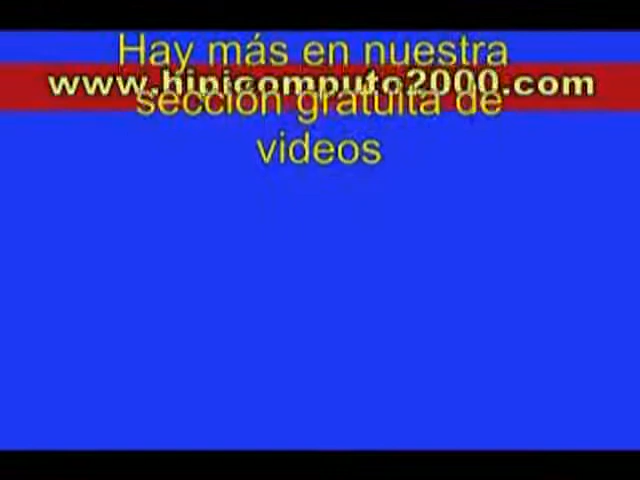 Hay más en nuestra
www.hipicomputo2000.com
sección gratuita de
videos